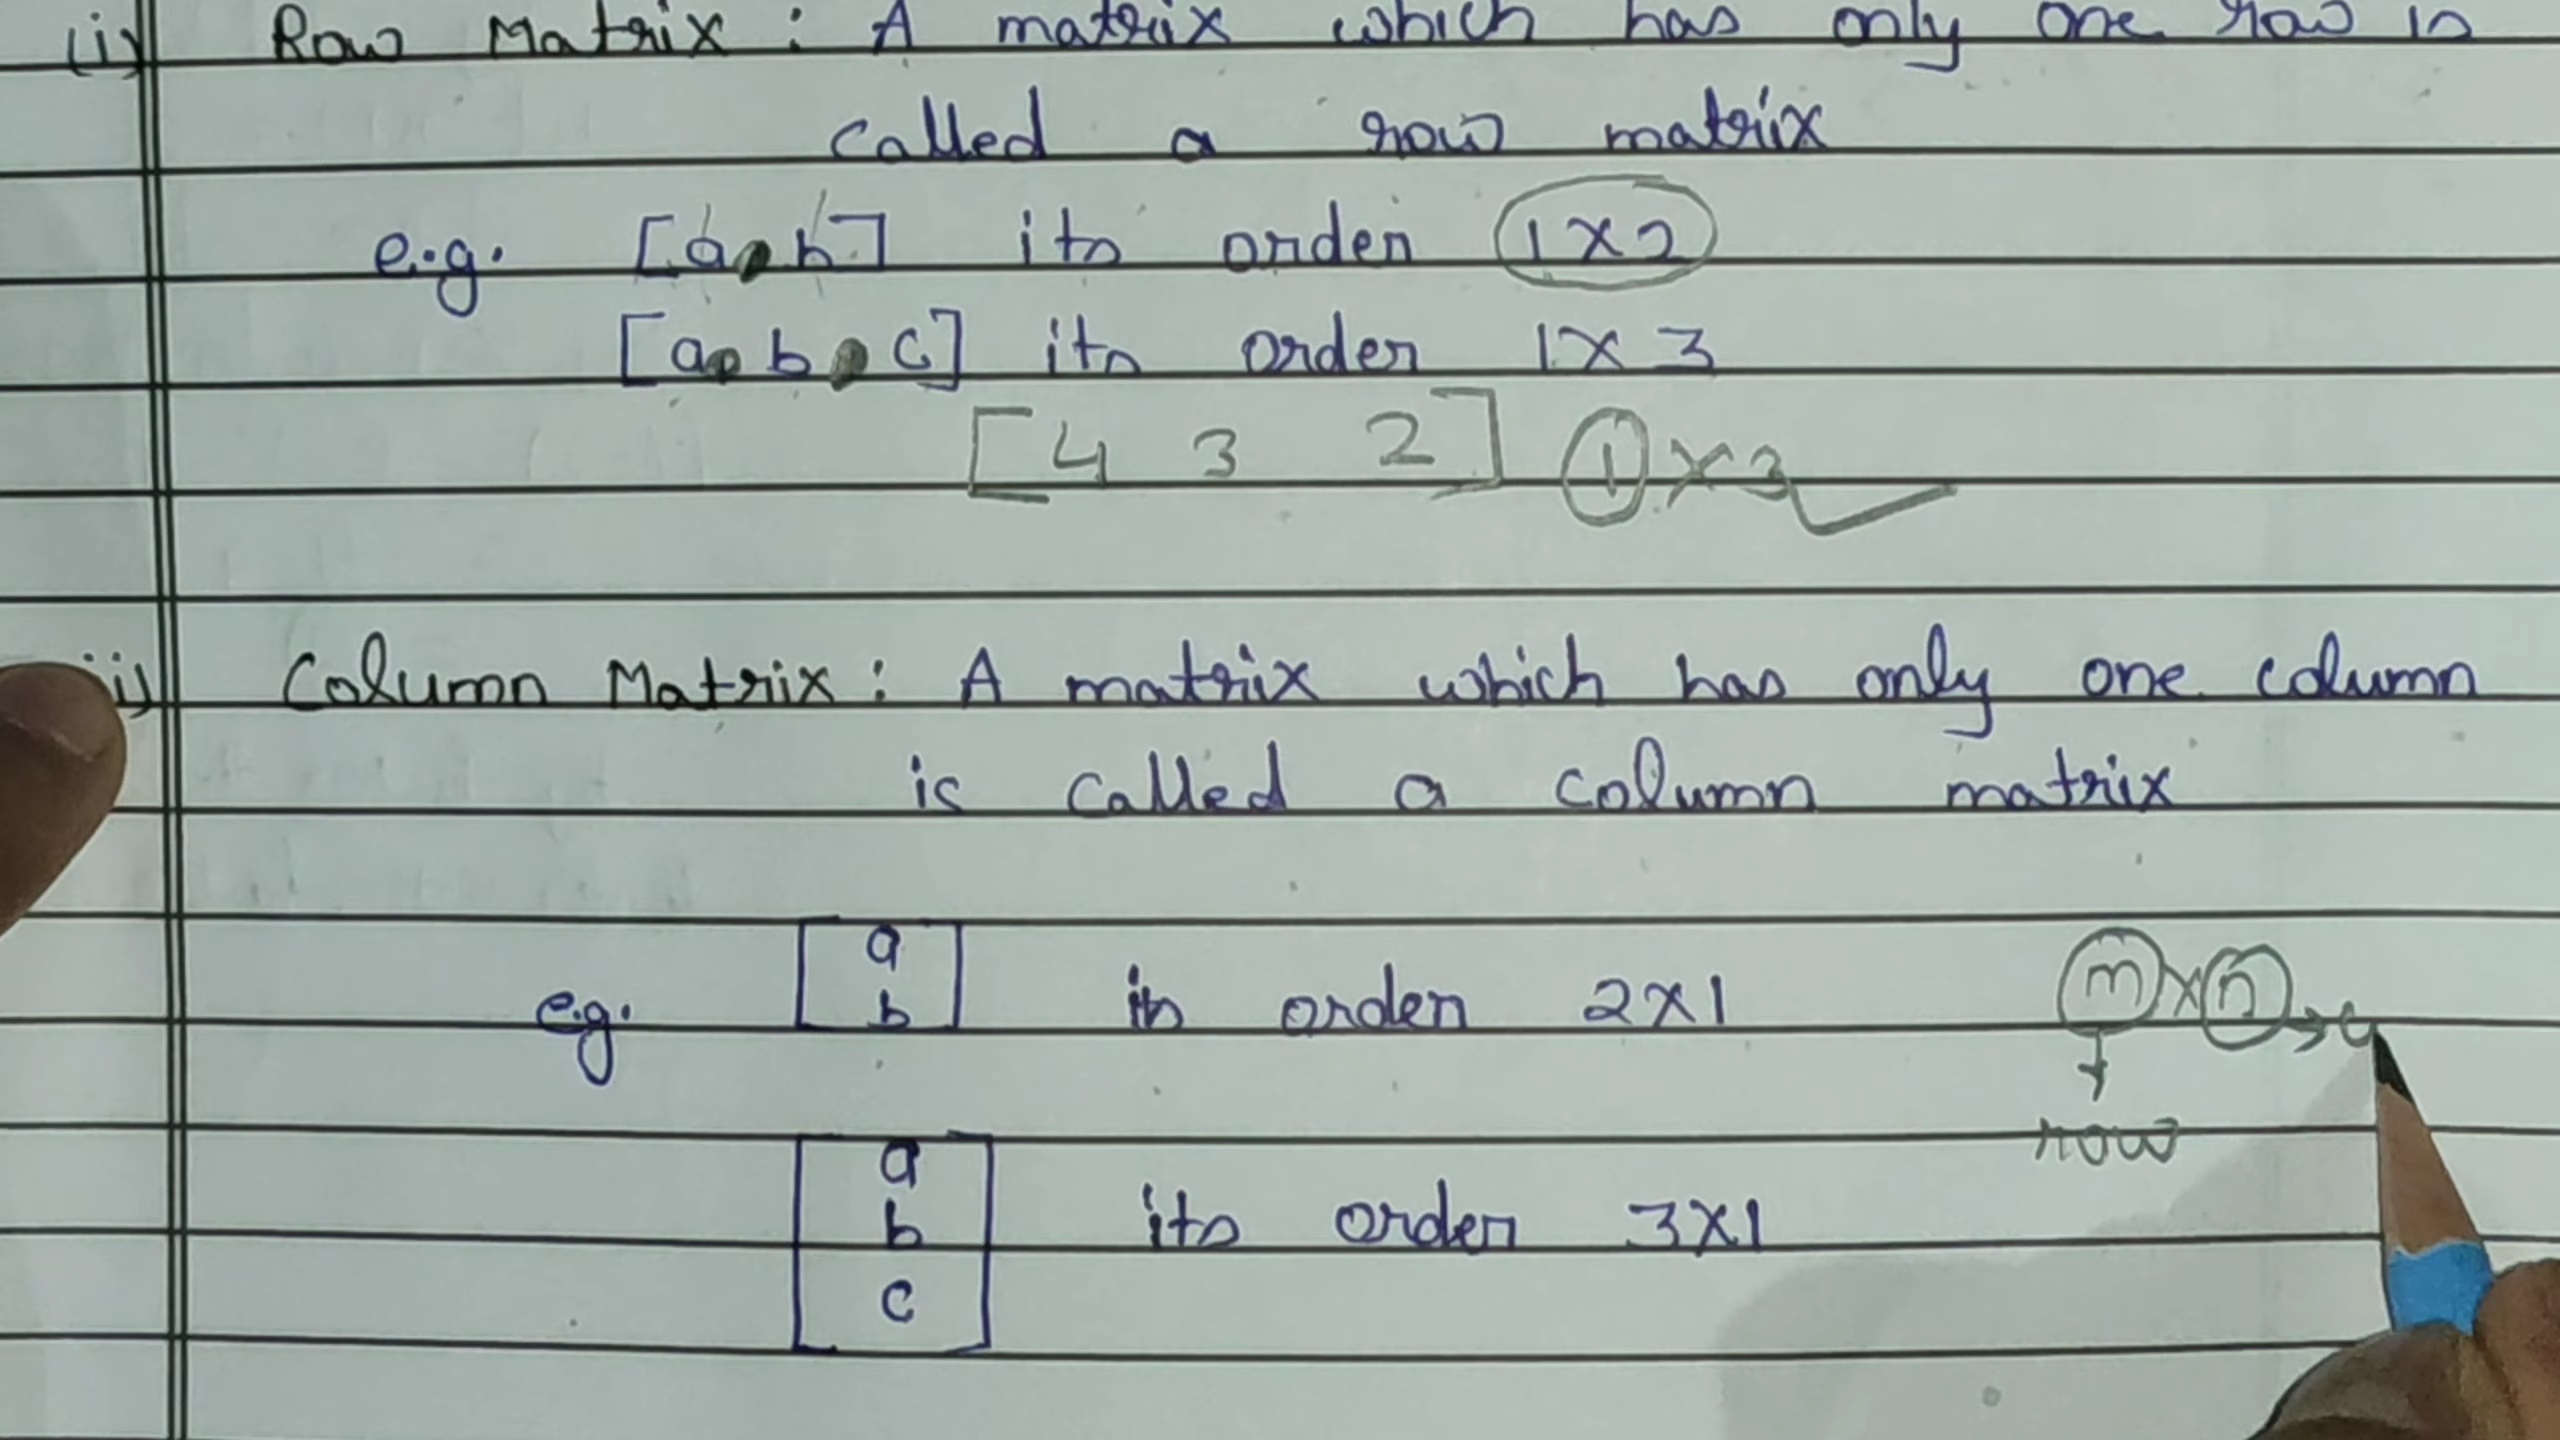 (i) Row Matrix : A matrix which has only one row is
called a row matrix
e.g. [a, b] its order 1×2
[a, b, c] its order 1×3
[4 3 2] 1×3
ii) Column Matrix : A matrix which has only one column
is called a column matrix
e.g. [a
b] its order 2×1 m×n → c
row
[a
b its order 3×1
c]